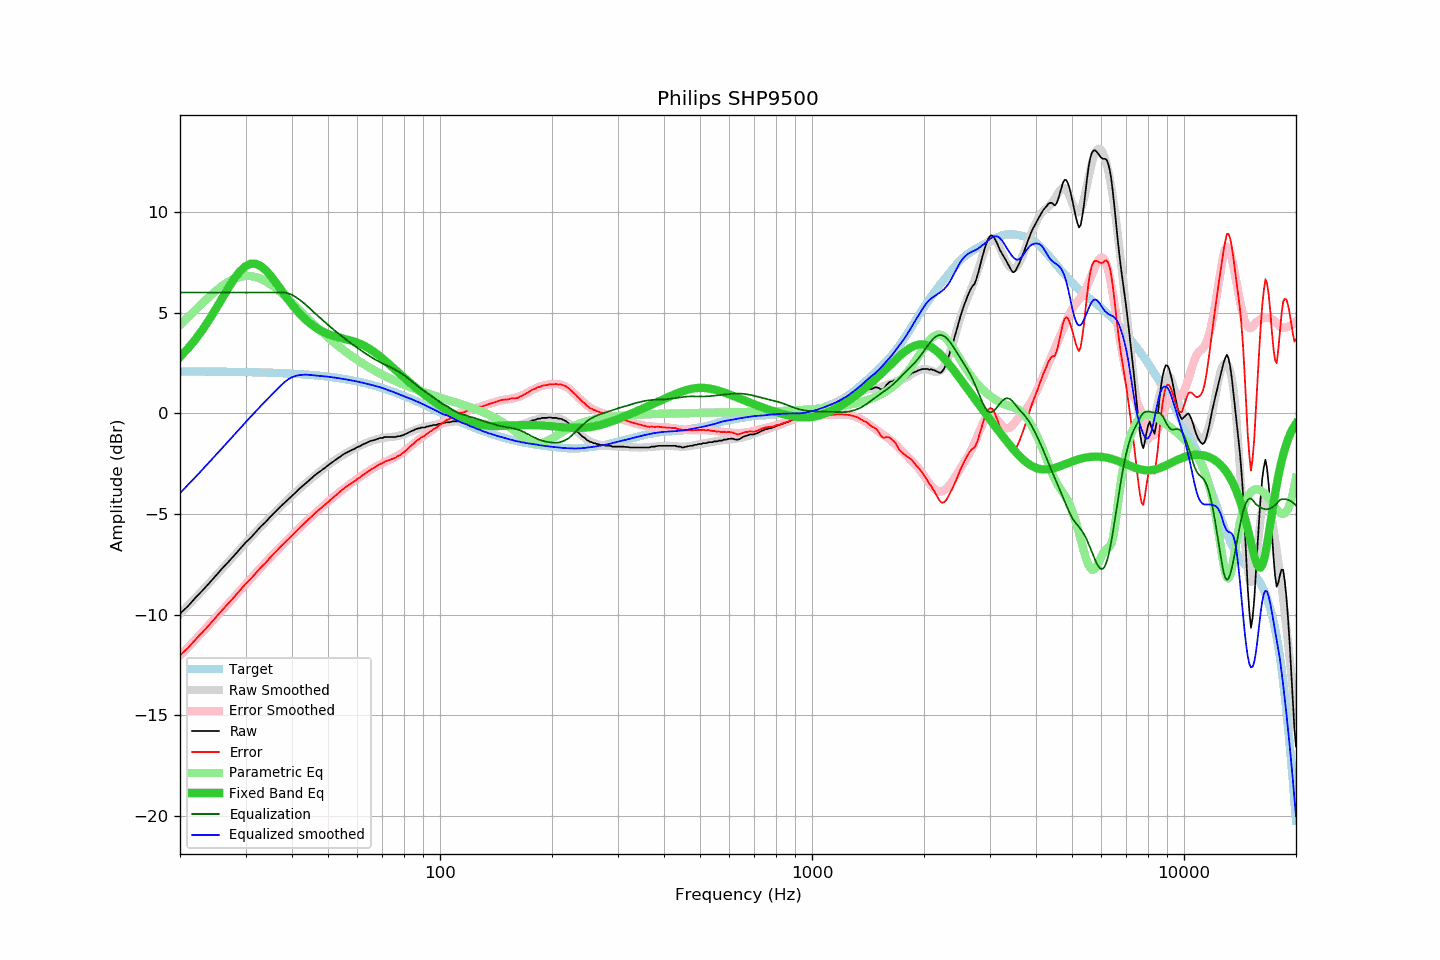 Philips SHP9500
Amplitude (dBr)
10
5
0
−5
−10
−15
−20
Target
Raw Smoothed
Error Smoothed
Raw
Error
Parametric Eq
Fixed Band Eq
Equalization
Equalized smoothed
100
1000
10000
Frequency (Hz)